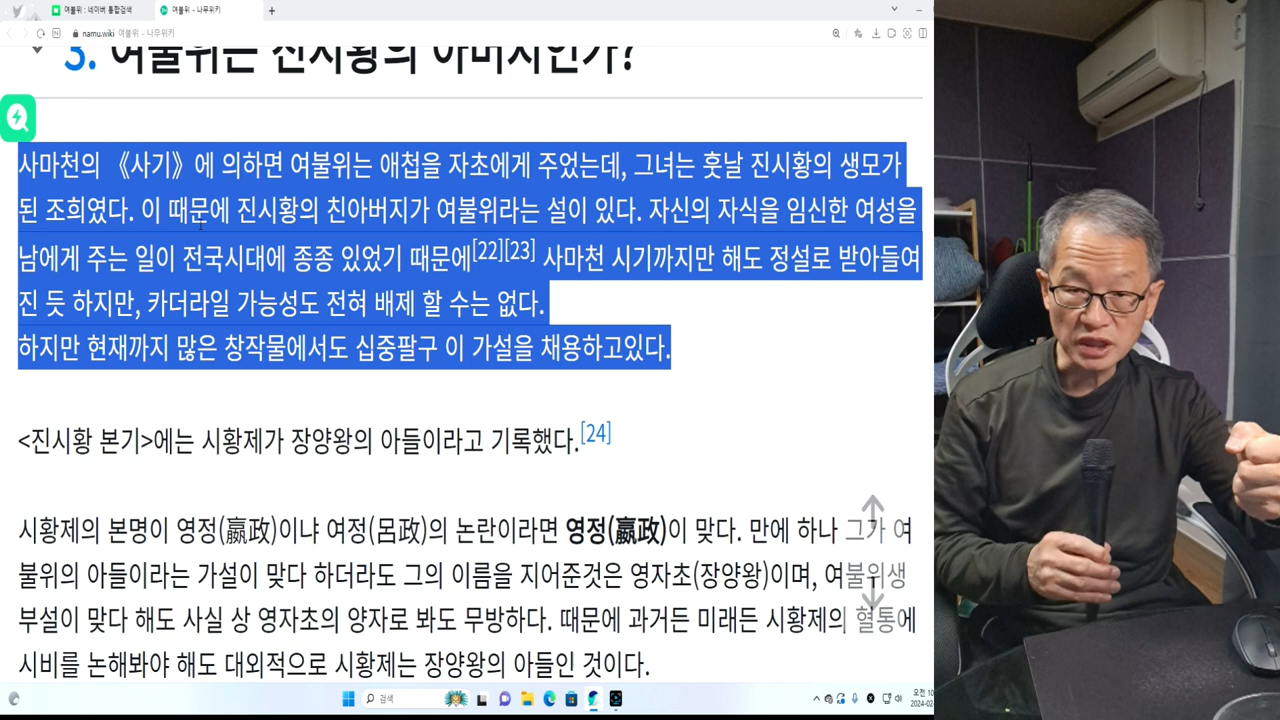 여불위 : 네이버 통합검색
여불위 - 나무위키
namu.wiki 여불위 - 나무위키
3. 여불위는 진시황의 아버지인가?
사마천의 《사기》에 의하면 여불위는 애첩을 자초에게 주었는데, 그녀는 훗날 진시황의 생모가
된 조희였다. 이 때문에 진시황의 친아버지가 여불위라는 설이 있다. 자신의 자식을 임신한 여성을
남에게 주는 일이 전국시대에 종종 있었기 때문에[22][23] 사마천 시기까지만 해도 정설로 받아들여
진 듯 하지만, 카더라일 가능성도 전혀 배제 할 수는 없다.
하지만 현재까지 많은 창작물에서도 십중팔구 이 가설을 채용하고있다.
<진시황 본기>에는 시황제가 장양왕의 아들이라고 기록했다.[24]
시황제의 본명이 영정(嬴政)이냐 여정(呂政)의 논란이라면 영정(嬴政)이 맞다. 만에 하나 그가 여
불위의 아들이라는 가설이 맞다 하더라도 그의 이름을 지어준것은 영자초(장양왕)이며, 여불위생
부설이 맞다 해도 사실 상 영자초의 양자로 봐도 무방하다. 때문에 과거든 미래든 시황제의 혈통에
시비를 논해봐야 해도 대외적으로 시황제는 장양왕의 아들인 것이다.
검색
오전 10
2024-02